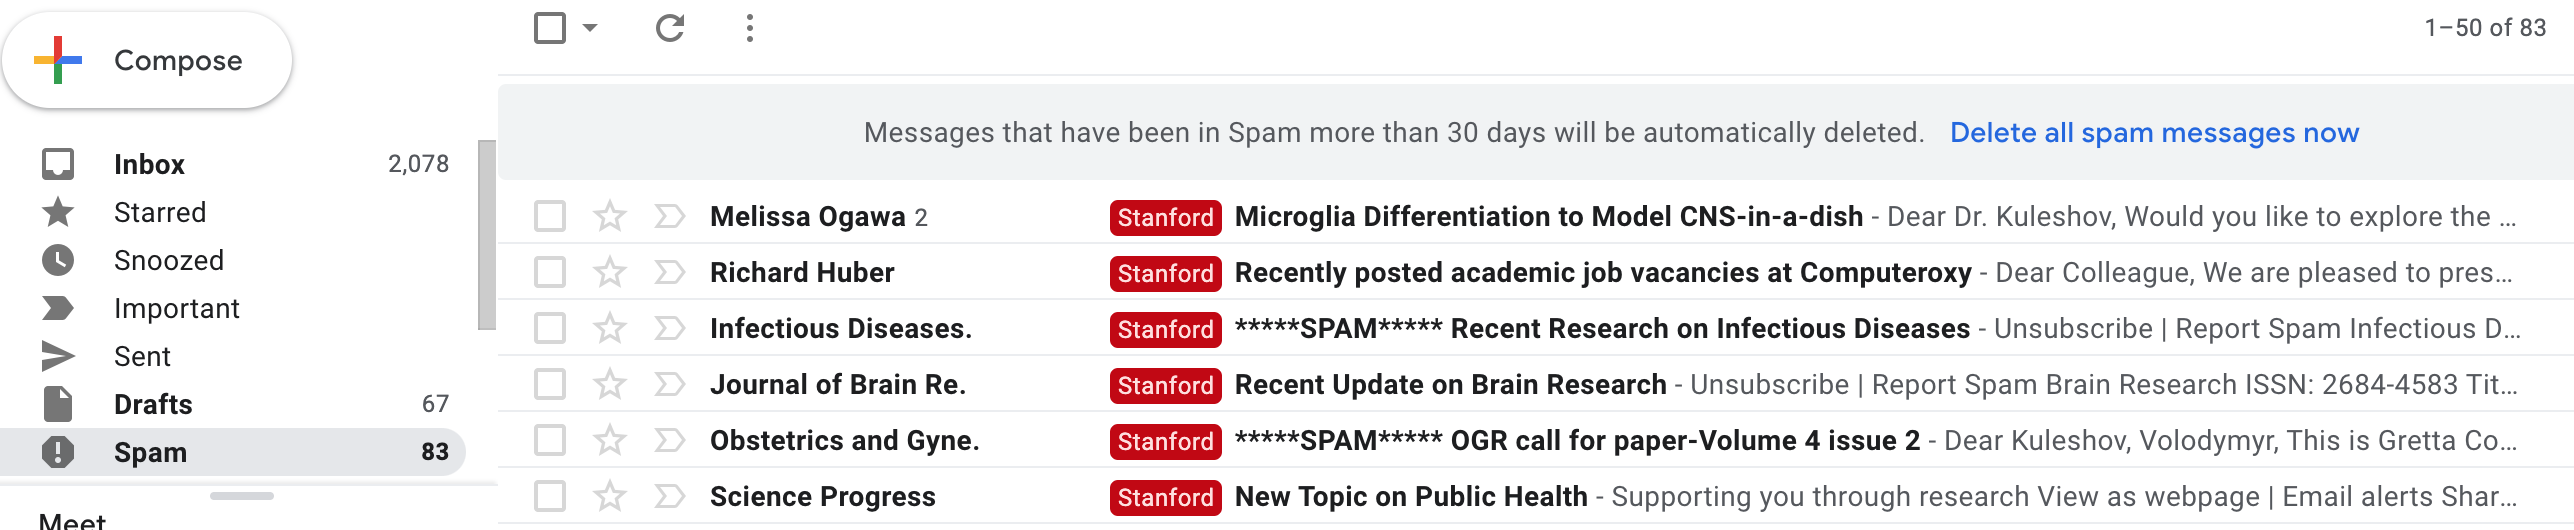 Compose
1–50 of 83
Messages that have been in Spam more than 30 days will be automatically deleted. Delete all spam messages now
Inbox 2,078
Starred
Snoozed
Important
Sent
Drafts 67
Spam 83
Meet
Melissa Ogawa 2 Stanford Microglia Differentiation to Model CNS-in-a-dish - Dear Dr. Kuleshov, Would you like to explore the ...
Richard Huber Stanford Recently posted academic job vacancies at Computeroxy - Dear Colleague, We are pleased to pres...
Infectious Diseases. Stanford *****SPAM***** Recent Research on Infectious Diseases - Unsubscribe | Report Spam Infectious D...
Journal of Brain Re. Stanford Recent Update on Brain Research - Unsubscribe | Report Spam Brain Research ISSN: 2684-4583 Tit...
Obstetrics and Gyne. Stanford *****SPAM***** OGR call for paper-Volume 4 issue 2 - Dear Kuleshov, Volodymyr, This is Gretta Co...
Science Progress Stanford New Topic on Public Health - Supporting you through research View as webpage | Email alerts Shar...